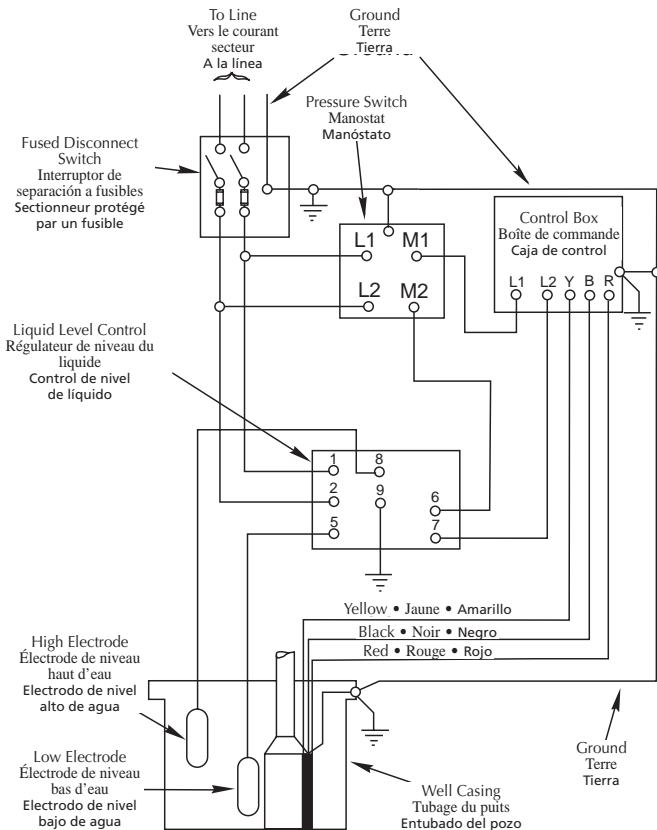 To Line
Vers le courant
secteur
A la línea
Ground
Terre
Tierra
Pressure Switch
Manostat
Manóstato
Fused Disconnect
Switch
Interruptor de
separación a fusibles
Sectionneur protégé
par un fusible
L1 M1
L2 M2
Control Box
Boîte de commande
Caja de control
L1 L2 Y B R
Liquid Level Control
Régulateur de niveau du
liquide
Control de nivel
de líquido
1 8
2 9 6
5 7
Yellow • Jaune • Amarillo
Black • Noir • Negro
Red • Rouge • Rojo
High Electrode
Électrode de niveau
haut d'eau
Electrodo de nivel
alto de agua
Low Electrode
Électrode de niveau
bas d'eau
Electrodo de nivel
bajo de agua
Well Casing
Tubage du puits
Entubado del pozo
Ground
Terre
Tierra